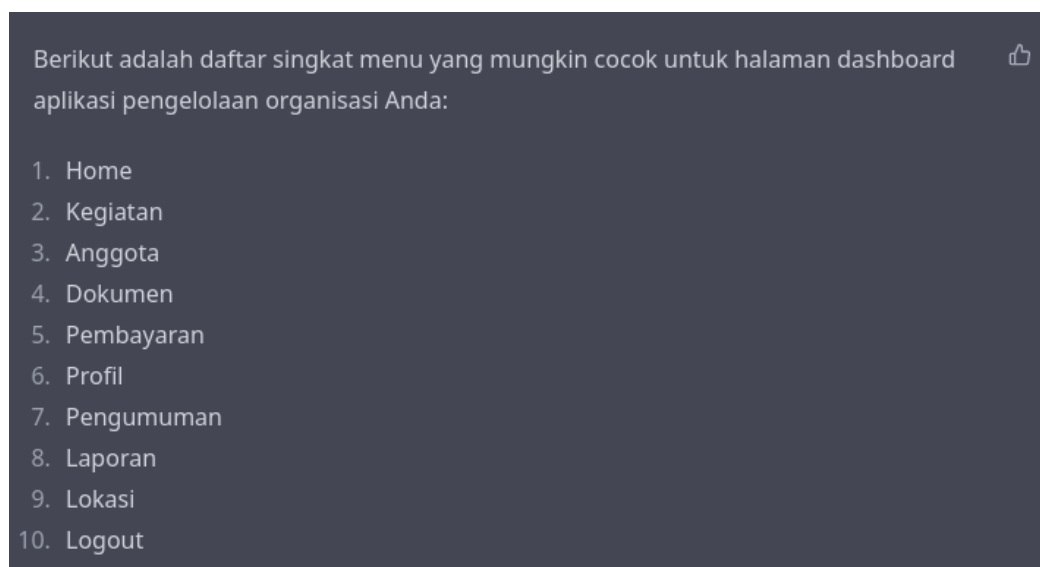 Berikut adalah daftar singkat menu yang mungkin cocok untuk halaman dashboard
aplikasi pengelolaan organisasi Anda:
1. Home
2. Kegiatan
3. Anggota
4. Dokumen
5. Pembayaran
6. Profil
7. Pengumuman
8. Laporan
9. Lokasi
10. Logout